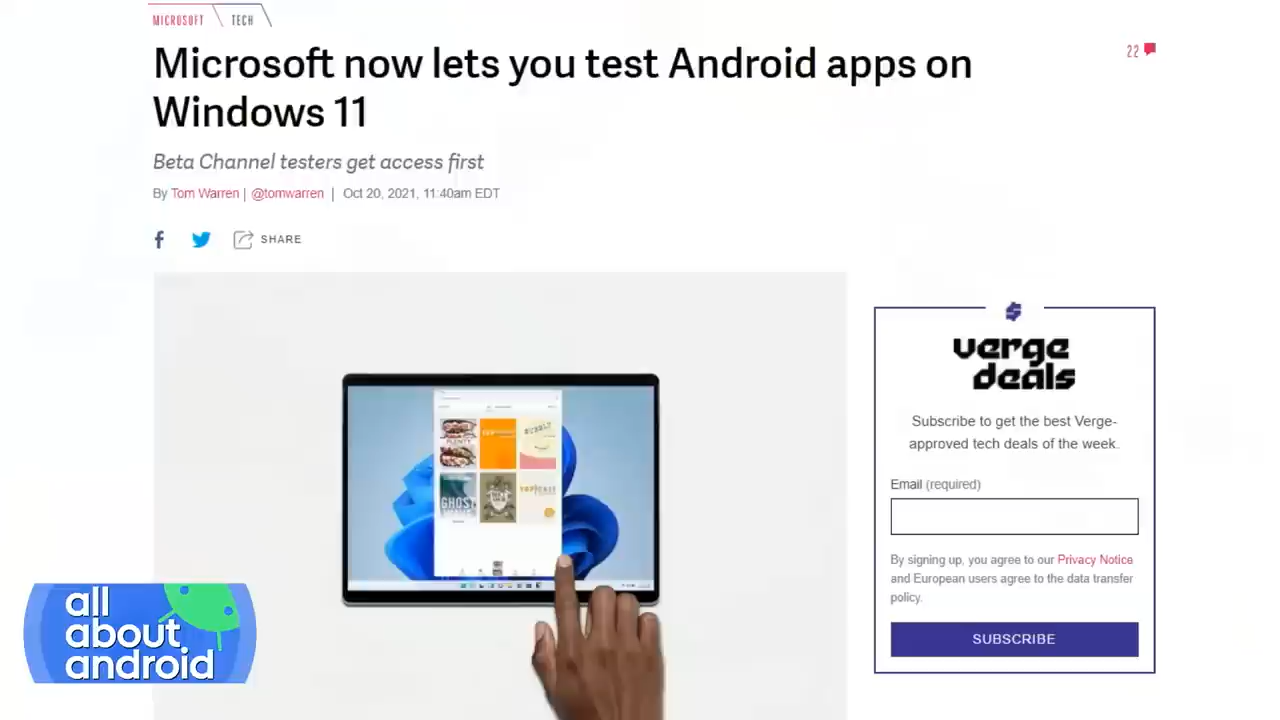 MICROSOFT TECH
Microsoft now lets you test Android apps on
Windows 11
22
Beta Channel testers get access first
By Tom Warren | @tomwarren | Oct 20, 2021, 11:40am EDT
SHARE
GHOST
verge
deals
Subscribe to get the best Verge-
approved tech deals of the week.
Email (required)
By signing up, you agree to our Privacy Notice
and European users agree to the data transfer
policy.
SUBSCRIBE
all
about
android